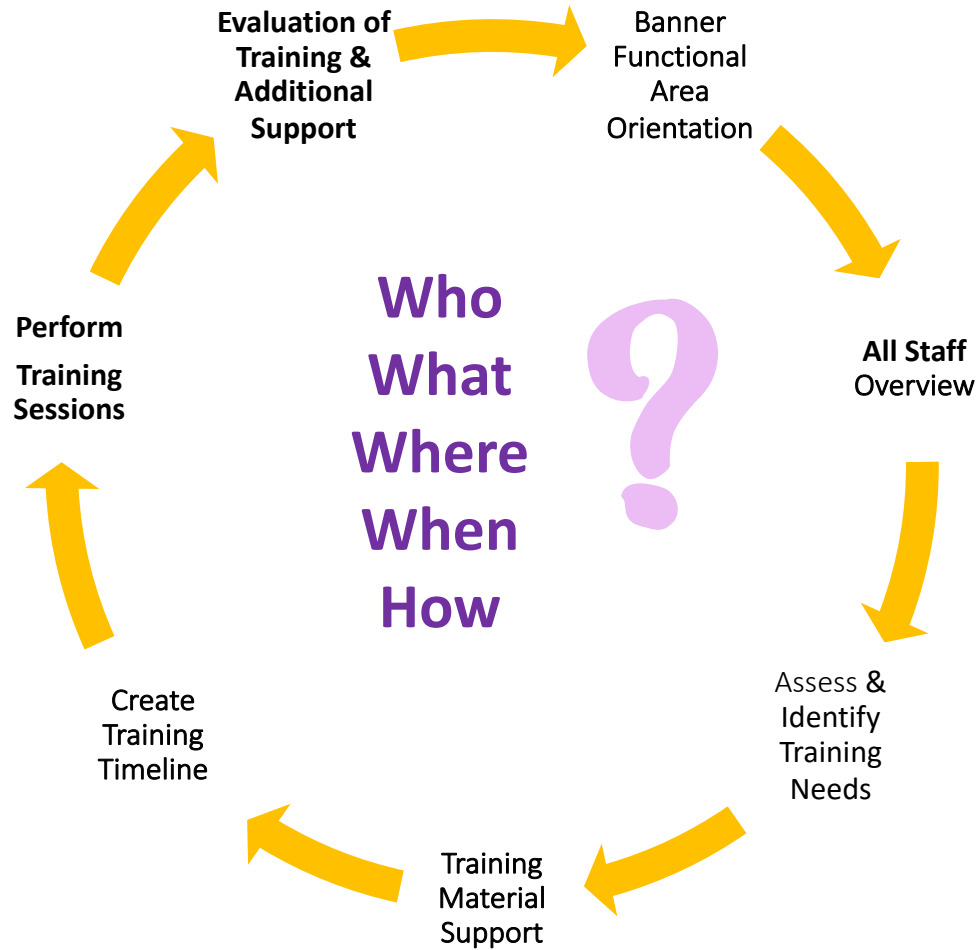 Evaluation of
Training &
Additional
Support
Banner
Functional
Area
Orientation
All Staff
Overview
Assess &
Identify
Training
Needs
Training
Material
Support
Create
Training
Timeline
Perform
Training
Sessions
Who
What
Where
When
How
?